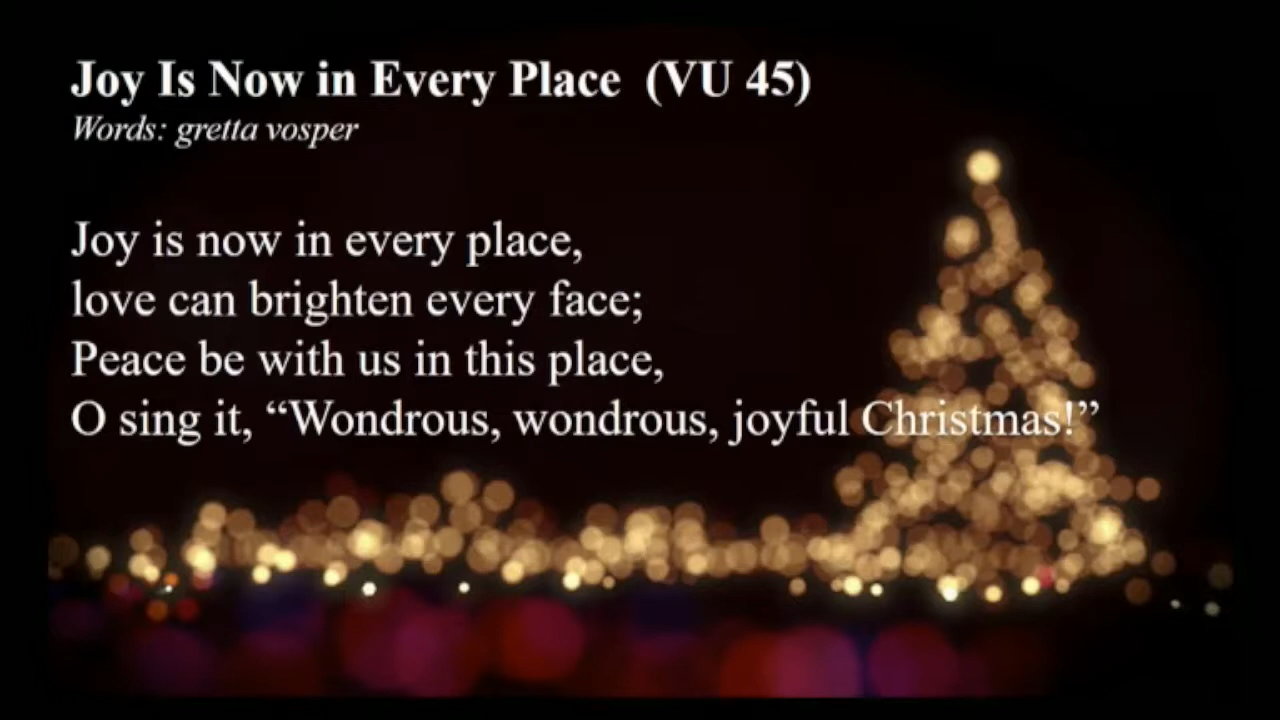 Joy Is Now in Every Place (VU 45)
Words: gretta vosper
Joy is now in every place,
love can brighten every face;
Peace be with us in this place,
O sing it, “Wondrous, wondrous, joyful Christmas!”